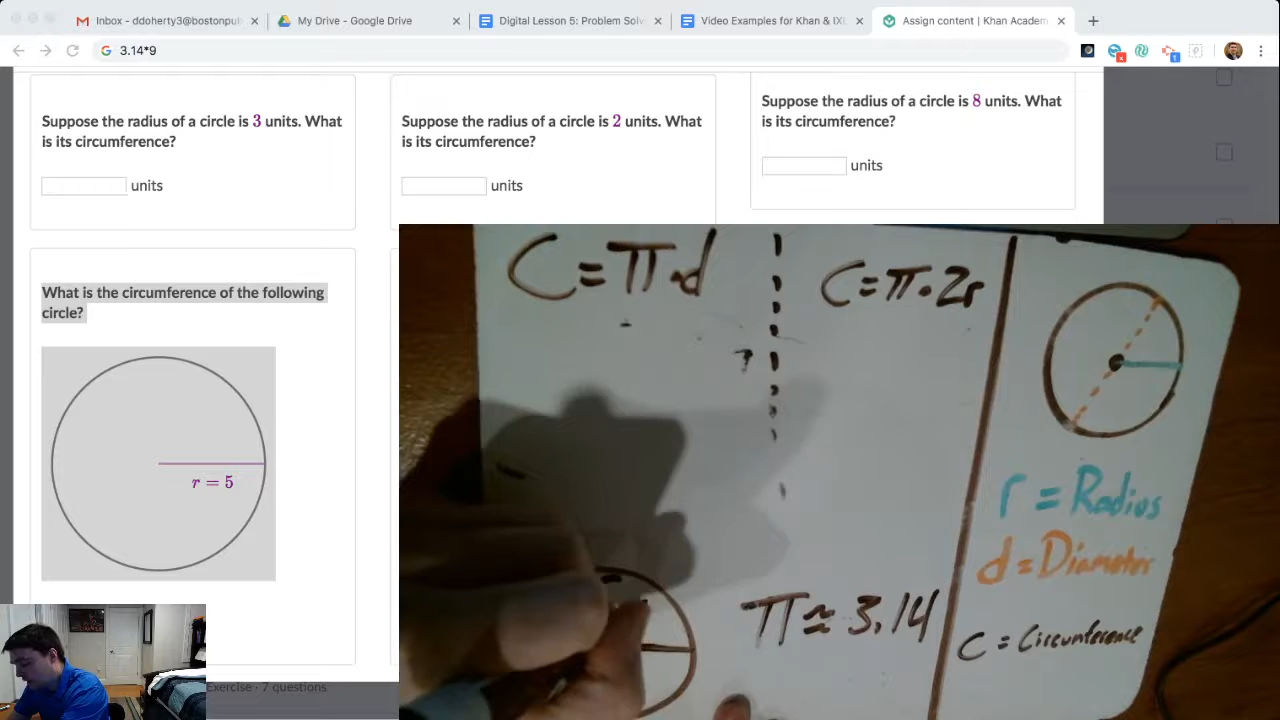 Inbox - ddoherty3@bostonpub
My Drive - Google Drive
Digital Lesson 5: Problem Solv
Video Examples for Khan & IXL
Assign content | Khan Academ
3.14*9
Suppose the radius of a circle is 3 units. What
is its circumference?
units
Suppose the radius of a circle is 2 units. What
is its circumference?
units
Suppose the radius of a circle is 8 units. What
is its circumference?
units
What is the circumference of the following
circle?
r = 5
Exercise · 7 questions
C = π · d
C = π · 2r
π ≈ 3.14
r = Radius
d = Diameter
C = Circumference